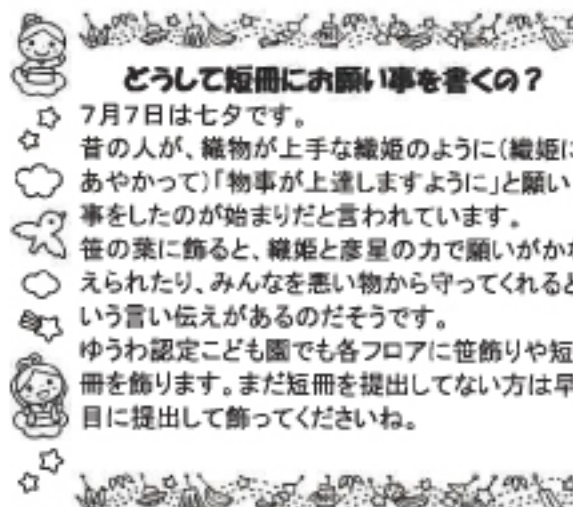 どうして短冊にお願い事を書くの？
7月7日は七夕です。
昔の人が、織物が上手な織姫のように(織姫に
あやかって)「物事が上達しますように」と願い
事をしたのが始まりだと言われています。
笹の葉に飾ると、織姫と彦星の力で願いがかな
えられたり、みんなを悪い物から守ってくれると
いう言い伝えがあるのだそうです。
ゆうわ認定こども園でも各フロアに笹飾りや短
冊を飾ります。まだ短冊を提出してない方は早
目に提出して飾ってくださいね。